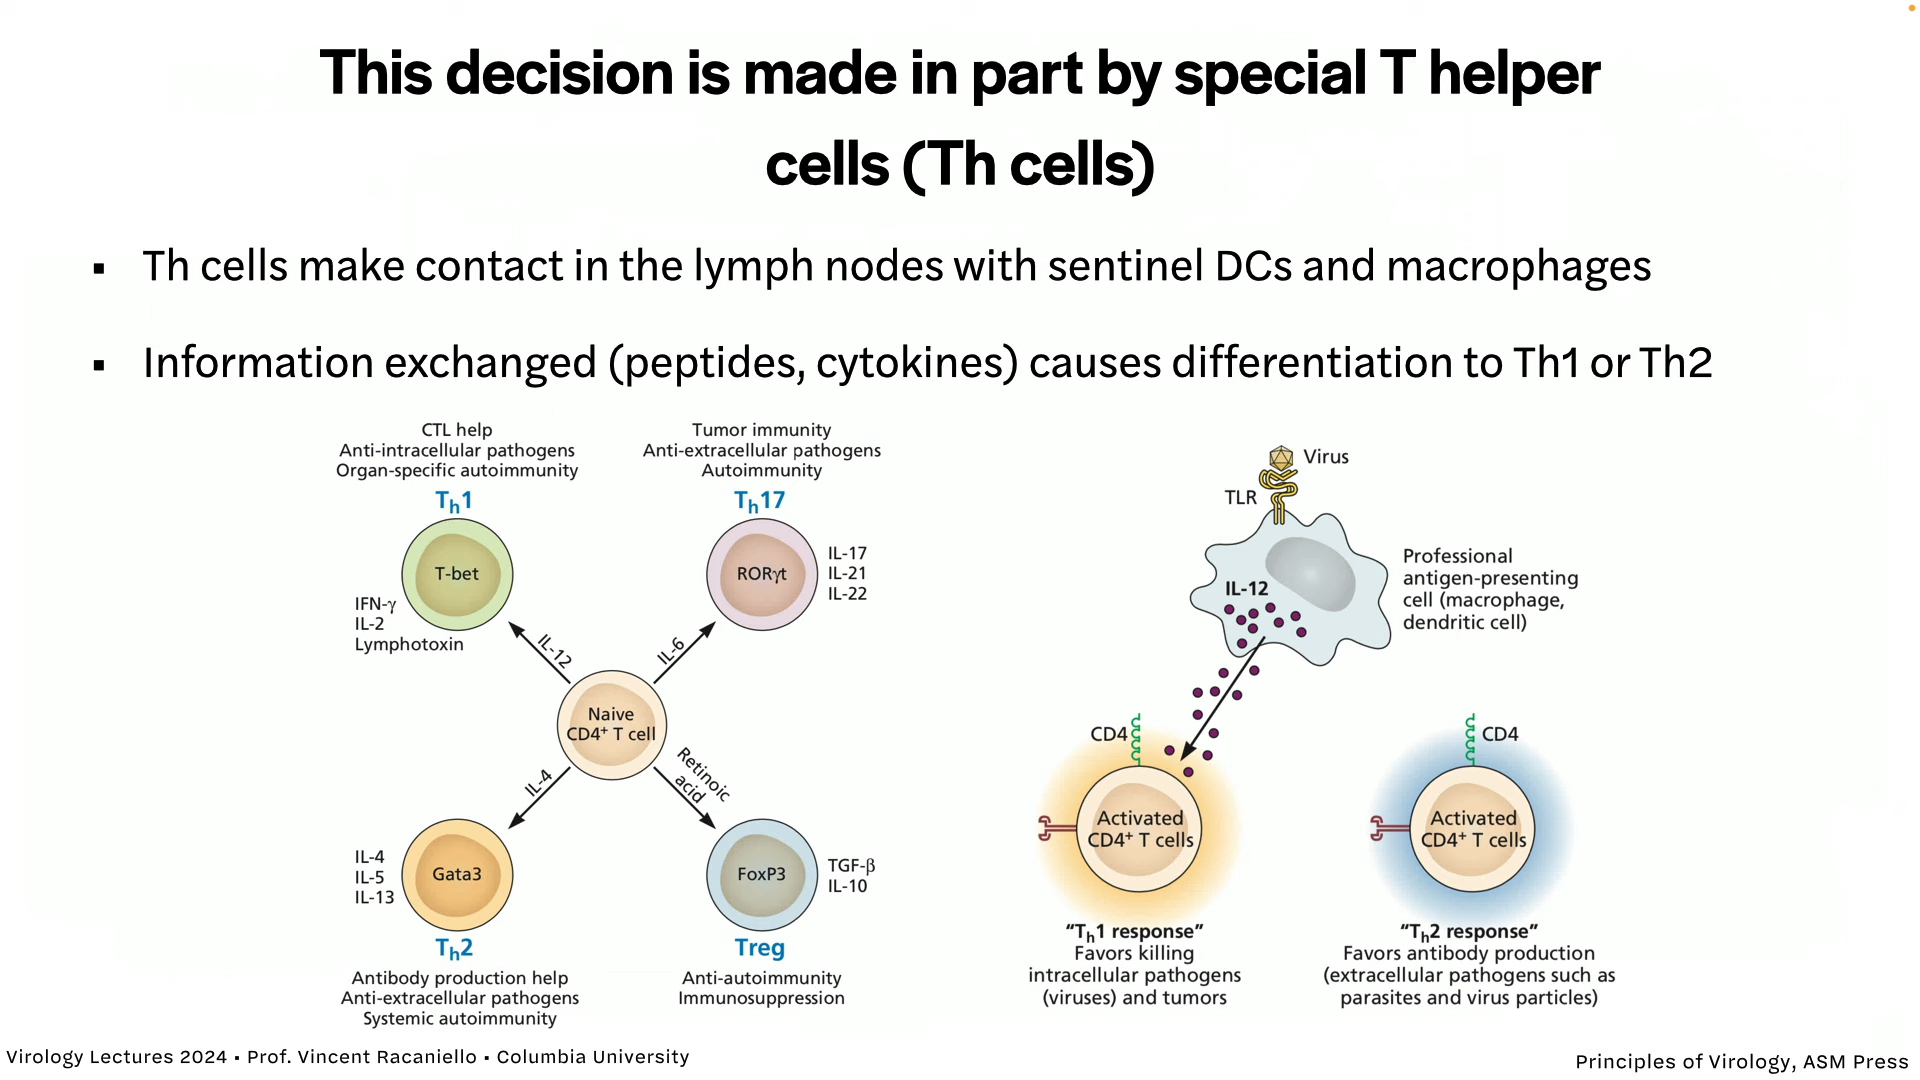 This decision is made in part by special T helper
cells (Th cells)
▪ Th cells make contact in the lymph nodes with sentinel DCs and macrophages
▪ Information exchanged (peptides, cytokines) causes differentiation to Th1 or Th2
CTL help
Anti-intracellular pathogens
Organ-specific autoimmunity
Th1
T-bet
IFN-γ
IL-2
Lymphotoxin
Tumor immunity
Anti-extracellular pathogens
Autoimmunity
Th17
RORγt
IL-17
IL-21
IL-22
IL-12
IL-6
Naive
CD4⁺ T cell
IL-4
Retinoic
acid
IL-4
IL-5
IL-13
Gata3
Th2
Antibody production help
Anti-extracellular pathogens
Systemic autoimmunity
FoxP3
TGF-β
IL-10
Treg
Anti-autoimmunity
Immunosuppression
Virus
TLR
IL-12
Professional
antigen-presenting
cell (macrophage,
dendritic cell)
CD4
Activated
CD4⁺ T cells
“Th1 response”
Favors killing
intracellular pathogens
(viruses) and tumors
CD4
Activated
CD4⁺ T cells
“Th2 response”
Favors antibody production
(extracellular pathogens such as
parasites and virus particles)
Virology Lectures 2024 • Prof. Vincent Racaniello • Columbia University
Principles of Virology, ASM Press